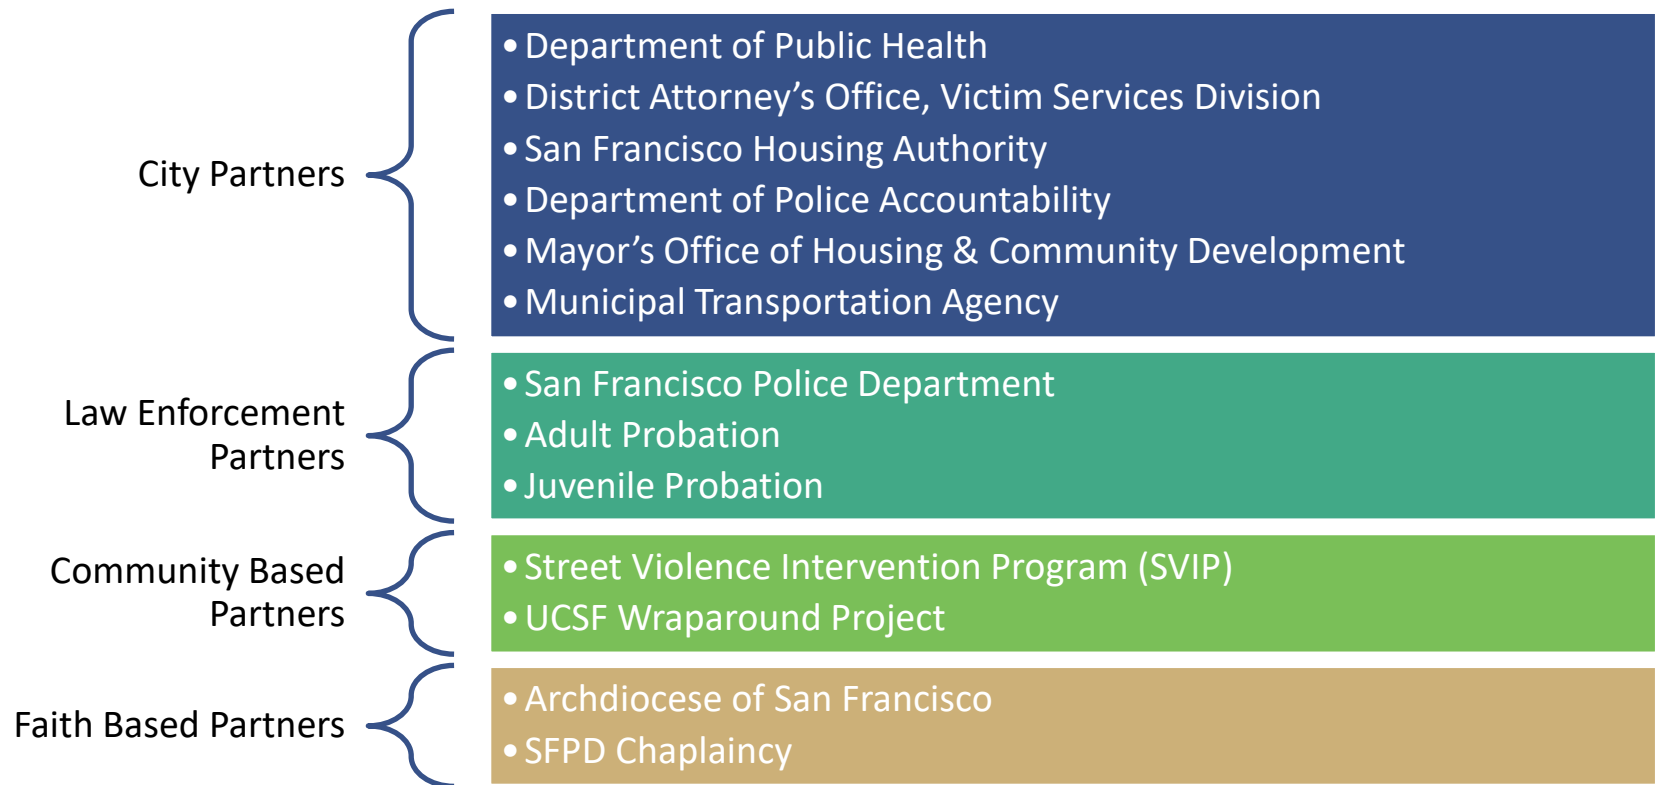 City Partners
• Department of Public Health
• District Attorney’s Office, Victim Services Division
• San Francisco Housing Authority
• Department of Police Accountability
• Mayor’s Office of Housing & Community Development
• Municipal Transportation Agency
Law Enforcement
Partners
• San Francisco Police Department
• Adult Probation
• Juvenile Probation
Community Based
Partners
• Street Violence Intervention Program (SVIP)
• UCSF Wraparound Project
Faith Based Partners
• Archdiocese of San Francisco
• SFPD Chaplaincy